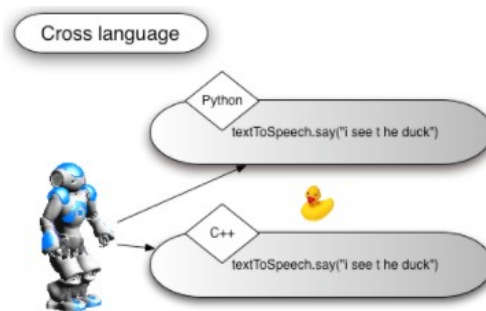 Cross language
Python
textToSpeech.say("i see t he duck")
C++
textToSpeech.say("i see t he duck")